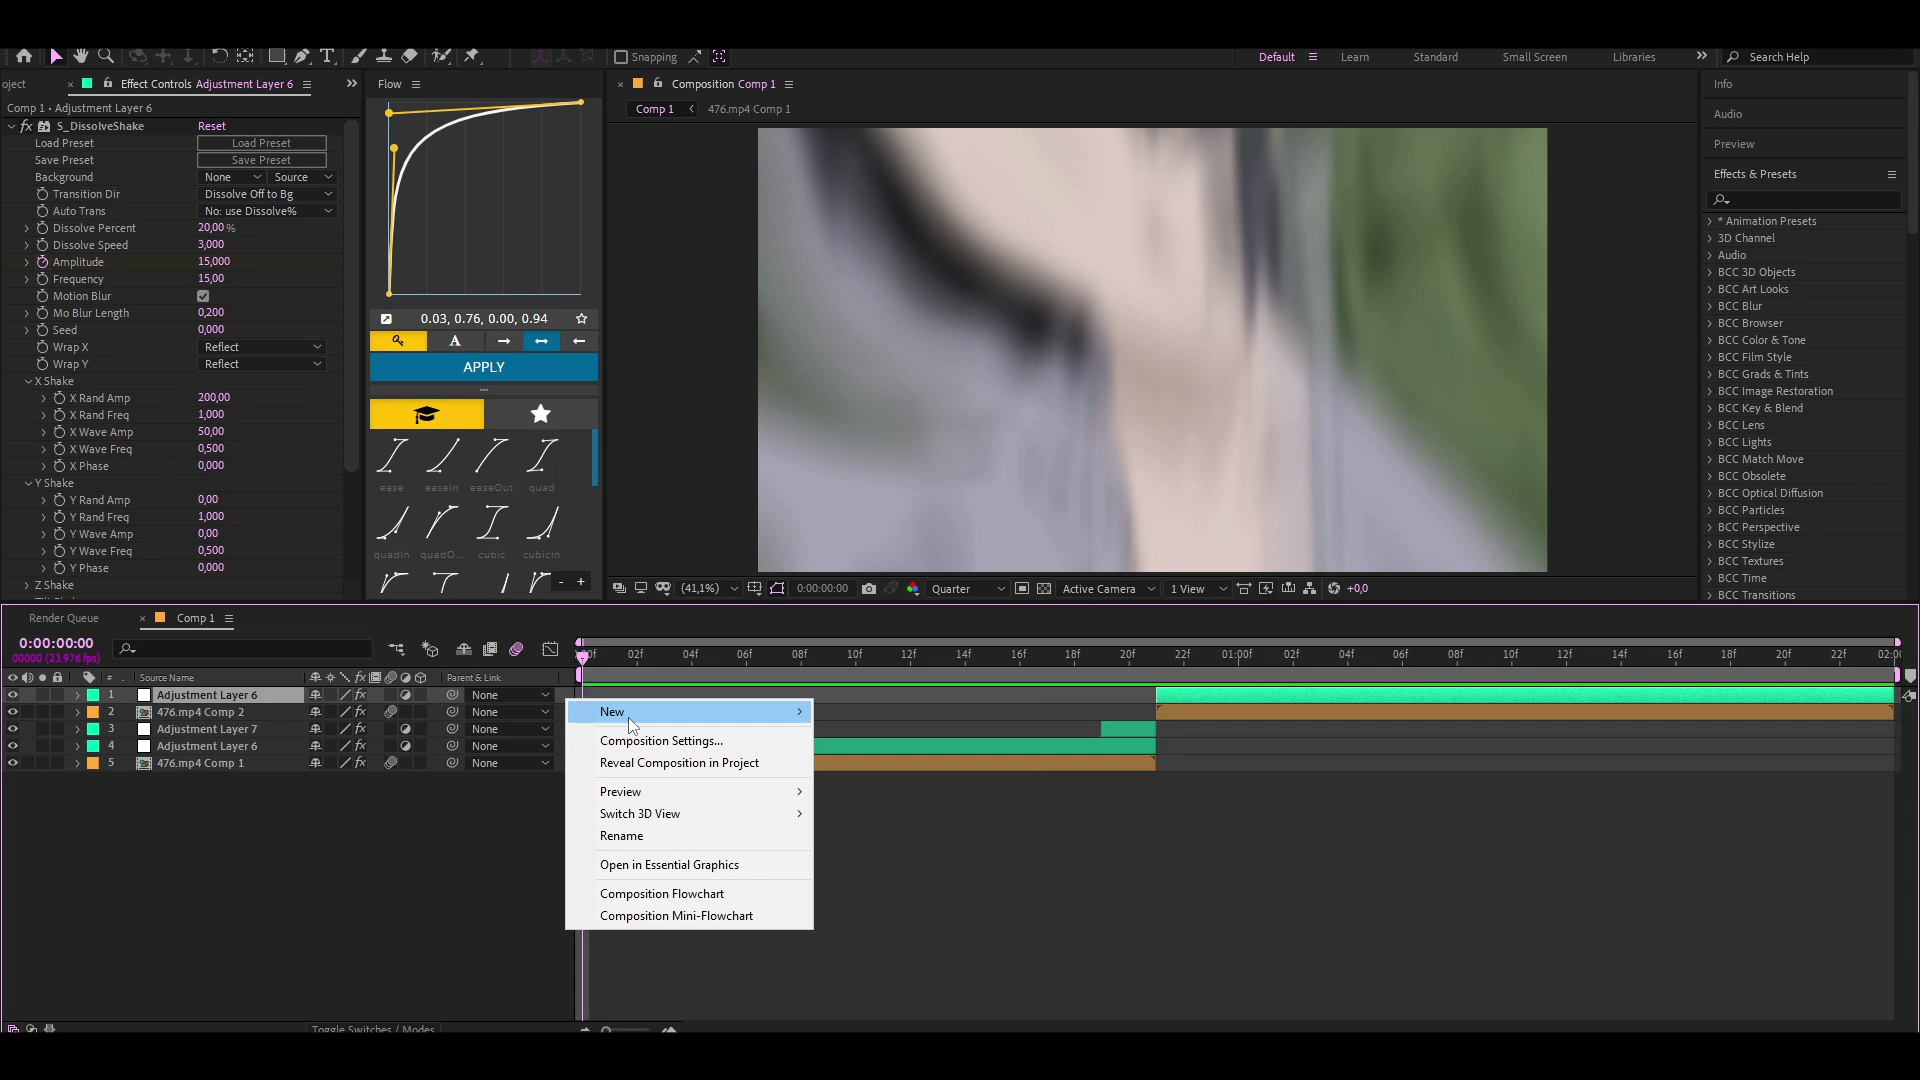 Snapping
Default
Learn
Standard
Small Screen
Libraries
Search Help
oject
Effect Controls Adjustment Layer 6
Comp 1 • Adjustment Layer 6
S_DissolveShake Reset
Load Preset Load Preset
Save Preset Save Preset
Background None Source
Transition Dir Dissolve Off to Bg
Auto Trans No: use Dissolve%
Dissolve Percent 20,00 %
Dissolve Speed 3,000
Amplitude 15,000
Frequency 15,00
Motion Blur
Mo Blur Length 0,200
Seed 0,000
Wrap X Reflect
Wrap Y Reflect
X Shake
X Rand Amp 200,00
X Rand Freq 1,000
X Wave Amp 50,00
X Wave Freq 0,500
X Phase 0,000
Y Shake
Y Rand Amp 0,00
Y Rand Freq 1,000
Y Wave Amp 0,00
Y Wave Freq 0,500
Y Phase 0,000
Z Shake
Flow
0.03, 0.76, 0.00, 0.94
A
APPLY
ease easeIn easeOut quad
quadIn quadO... cubic cubicIn
- +
Composition Comp 1
Comp 1 476.mp4 Comp 1
(41,1%) 0:00:00:00 Quarter Active Camera 1 View +0,0
Info
Audio
Preview
Effects & Presets
* Animation Presets
3D Channel
Audio
BCC 3D Objects
BCC Art Looks
BCC Blur
BCC Browser
BCC Color & Tone
BCC Film Style
BCC Grads & Tints
BCC Image Restoration
BCC Key & Blend
BCC Lens
BCC Lights
BCC Match Move
BCC Obsolete
BCC Optical Diffusion
BCC Particles
BCC Perspective
BCC Stylize
BCC Textures
BCC Time
BCC Transitions
Render Queue Comp 1
0:00:00:00
00000 (23.976 fps)
:00f 02f 04f 06f 08f 10f 12f 14f 16f 18f 20f 22f 01:00f 02f 04f 06f 08f 10f 12f 14f 16f 18f 20f 22f 02:00
# . Source Name Parent & Link
1 Adjustment Layer 6 None
2 476.mp4 Comp 2 None
3 Adjustment Layer 7 None
4 Adjustment Layer 6 None
5 476.mp4 Comp 1 None
New
Composition Settings...
Reveal Composition in Project
Preview
Switch 3D View
Rename
Open in Essential Graphics
Composition Flowchart
Composition Mini-Flowchart
Toggle Switches / Modes